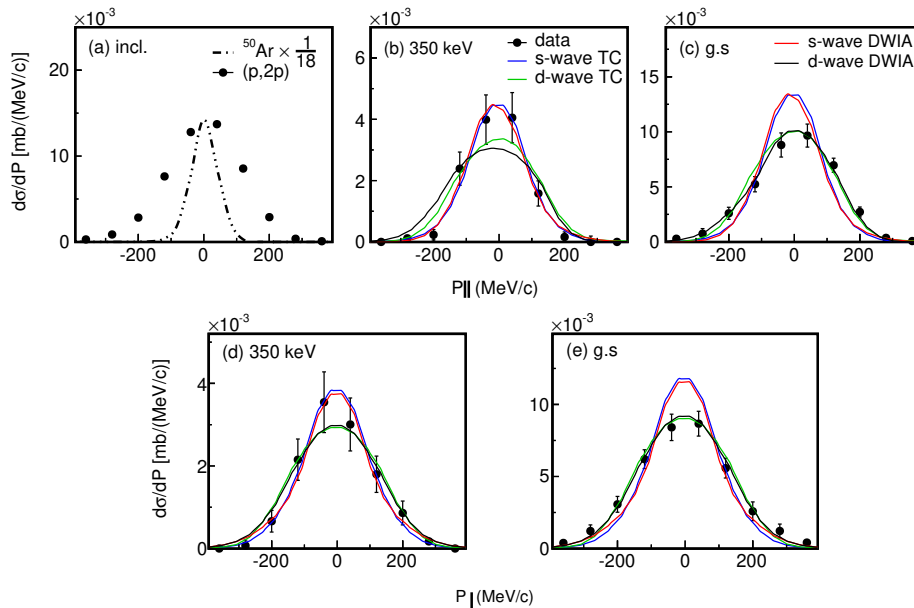 ×10⁻³ ×10⁻³ ×10⁻³
(a) incl. ⁵⁰Ar × 1/18
(p,2p)
(b) 350 keV data
s-wave TC
d-wave TC
(c) g.s s-wave DWIA
d-wave DWIA
dσ/dP [mb/(MeV/c)]
20
10
0
6
4
2
0
15
10
5
0
-200 0 200 -200 0 200 -200 0 200
P|| (MeV/c)
×10⁻³ ×10⁻³
(d) 350 keV (e) g.s
dσ/dP [mb/(MeV/c)]
4
2
0
10
5
0
-200 0 200 -200 0 200
P | (MeV/c)